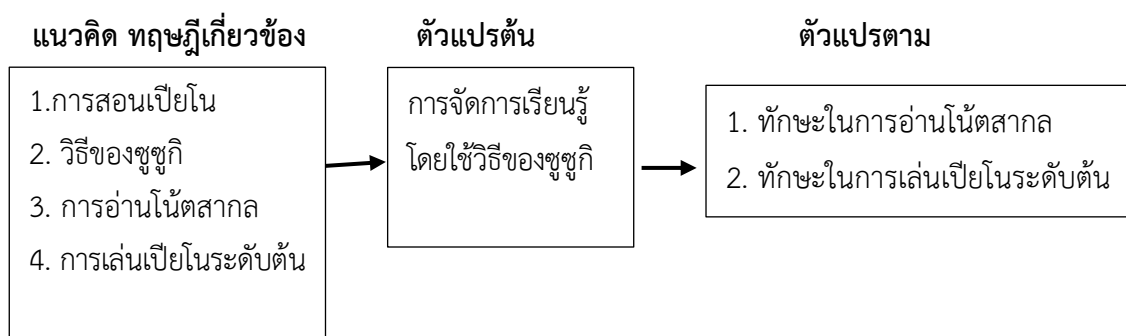 แนวคิด ทฤษฎีเกี่ยวข้อง
1.การสอนเปียโน
2. วิธีของซูซูกิ
3. การอ่านโน้ตสากล
4. การเล่นเปียโนระดับต้น
ตัวแปรต้น
การจัดการเรียนรู้
โดยใช้วิธีของซูซูกิ
ตัวแปรตาม
1. ทักษะในการอ่านโน้ตสากล
2. ทักษะในการเล่นเปียโนระดับต้น